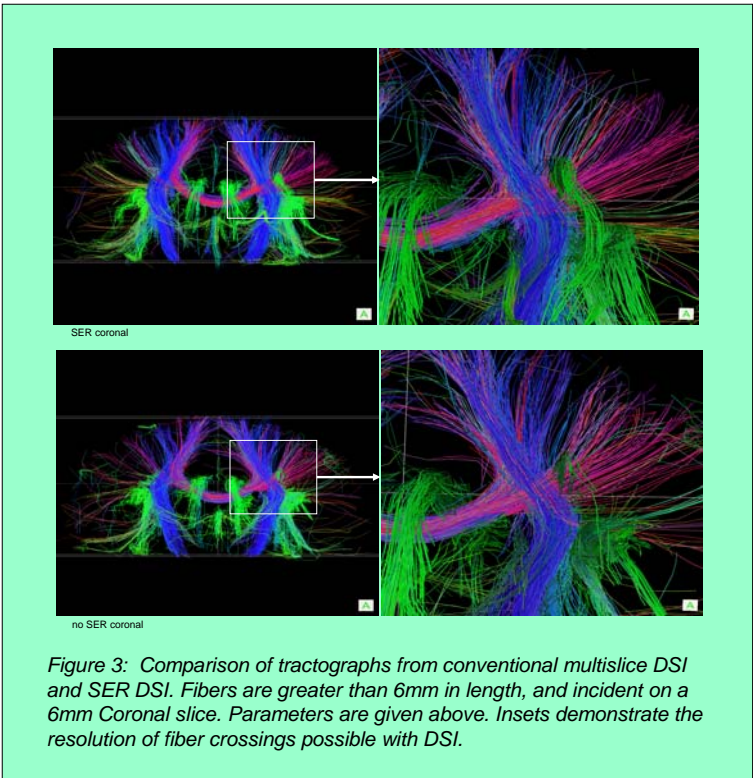 A
A
SER coronal
A
A
no SER coronal
Figure 3: Comparison of tractographs from conventional multislice DSI
and SER DSI. Fibers are greater than 6mm in length, and incident on a
6mm Coronal slice. Parameters are given above. Insets demonstrate the
resolution of fiber crossings possible with DSI.